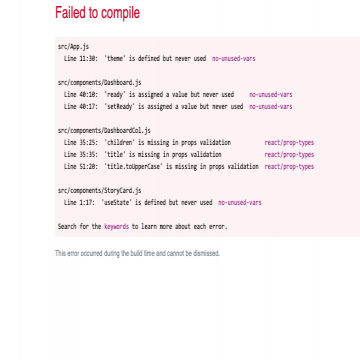 Failed to compile
src/App.js
Line 11:30: 'theme' is defined but never used no-unused-vars
src/components/Dashboard.js
Line 40:10: 'ready' is assigned a value but never used no-unused-vars
Line 40:17: 'setReady' is assigned a value but never used no-unused-vars
src/components/DashboardCol.js
Line 35:25: 'children' is missing in props validation react/prop-types
Line 35:35: 'title' is missing in props validation react/prop-types
Line 51:20: 'title.toUpperCase' is missing in props validation react/prop-types
src/components/StoryCard.js
Line 1:17: 'useState' is defined but never used no-unused-vars
Search for the keywords to learn more about each error.
This error occurred during the build time and cannot be dismissed.